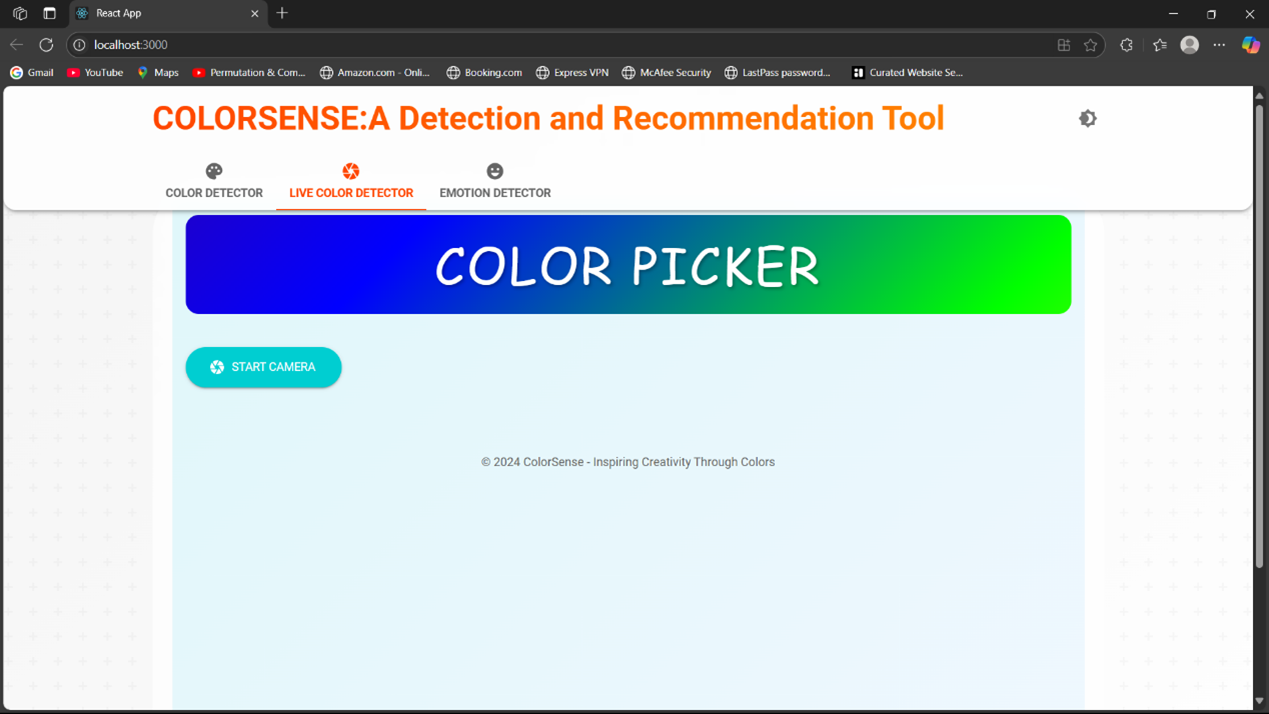 React App
localhost:3000
Gmail YouTube Maps Permutation & Com... Amazon.com - Onli... Booking.com Express VPN McAfee Security LastPass password... Curated Website Se...
COLORSENSE:A Detection and Recommendation Tool
COLOR DETECTOR LIVE COLOR DETECTOR EMOTION DETECTOR
COLOR PICKER
START CAMERA
© 2024 ColorSense - Inspiring Creativity Through Colors